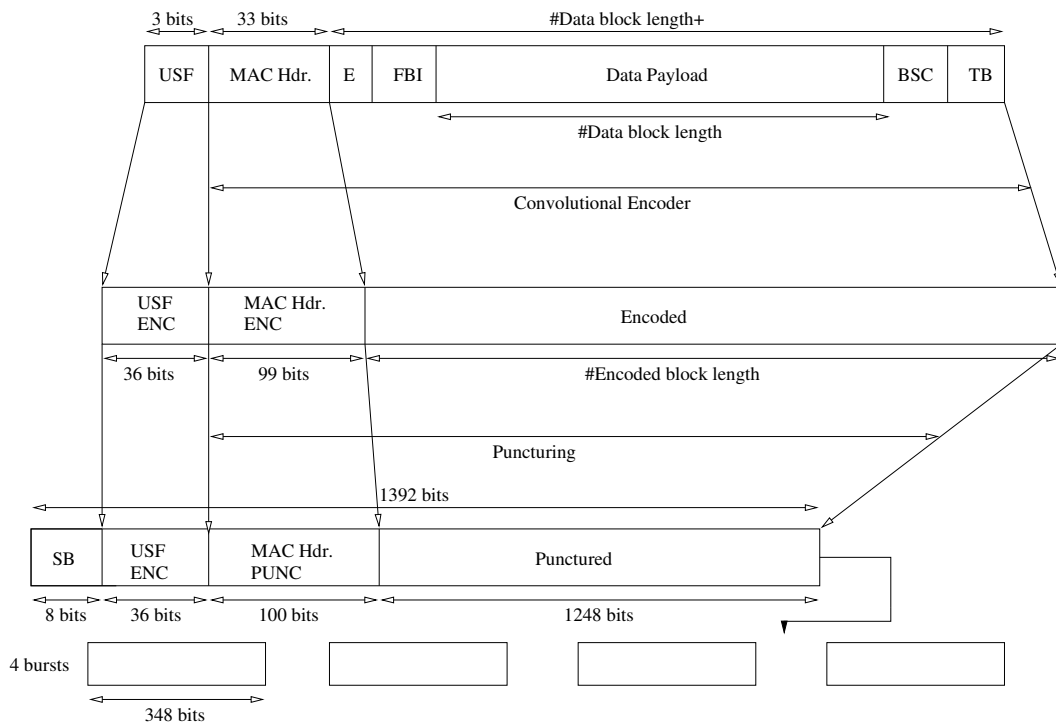 3 bits
33 bits
#Data block length+
USF
MAC Hdr.
E
FBI
Data Payload
BSC
TB
#Data block length
Convolutional Encoder
USF
ENC
MAC Hdr.
ENC
Encoded
36 bits
99 bits
#Encoded block length
Puncturing
1392 bits
SB
USF
ENC
MAC Hdr.
PUNC
Punctured
8 bits
36 bits
100 bits
1248 bits
4 bursts
348 bits